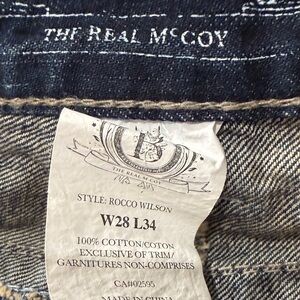 THE REAL McCOY
B
THE REAL McCOY
STYLE: ROCCO WILSON
W28 L34
100% COTTON/COTON
EXCLUSIVE OF TRIM/
GARNITURES NON-COMPRISES
CA#02595
MADE IN CHINA